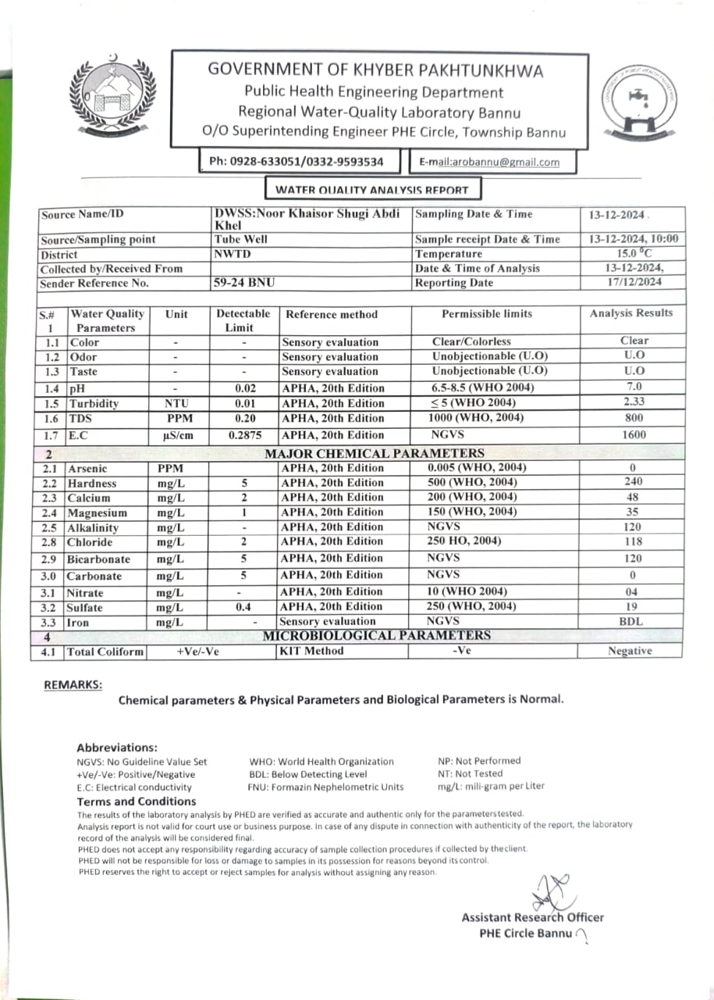 GOVERNMENT OF KHYBER PAKHTUNKHWA
Public Health Engineering Department
Regional Water-Quality Laboratory Bannu
O/O Superintending Engineer PHE Circle, Township Bannu
Ph: 0928-633051/0332-9593534 E-mail:arobannu@gmail.com
WATER QUALITY ANALYSIS REPORT
Source Name/ID DWSS:Noor Khaisor Shugi Abdi Khel Sampling Date & Time 13-12-2024
Source/Sampling point Tube Well Sample receipt Date & Time 13-12-2024, 10:00
District NWTD Temperature 15.0 ⁰C
Collected by/Received From Date & Time of Analysis 13-12-2024,
Sender Reference No. 59-24 BNU Reporting Date 17/12/2024
S.# 1 Water Quality Parameters Unit Detectable Limit Reference method Permissible limits Analysis Results
1.1 Color - - Sensory evaluation Clear/Colorless Clear
1.2 Odor - - Sensory evaluation Unobjectionable (U.O) U.O
1.3 Taste - - Sensory evaluation Unobjectionable (U.O) U.O
1.4 pH - 0.02 APHA, 20th Edition 6.5-8.5 (WHO 2004) 7.0
1.5 Turbidity NTU 0.01 APHA, 20th Edition ≤ 5 (WHO 2004) 2.33
1.6 TDS PPM 0.20 APHA, 20th Edition 1000 (WHO, 2004) 800
1.7 E.C µS/cm 0.2875 APHA, 20th Edition NGVS 1600
2 MAJOR CHEMICAL PARAMETERS
2.1 Arsenic PPM APHA, 20th Edition 0.005 (WHO, 2004) 0
2.2 Hardness mg/L 5 APHA, 20th Edition 500 (WHO, 2004) 240
2.3 Calcium mg/L 2 APHA, 20th Edition 200 (WHO, 2004) 48
2.4 Magnesium mg/L 1 APHA, 20th Edition 150 (WHO, 2004) 35
2.5 Alkalinity mg/L - APHA, 20th Edition NGVS 120
2.8 Chloride mg/L 2 APHA, 20th Edition 250 HO, 2004) 118
2.9 Bicarbonate mg/L 5 APHA, 20th Edition NGVS 120
3.0 Carbonate mg/L 5 APHA, 20th Edition NGVS 0
3.1 Nitrate mg/L - APHA, 20th Edition 10 (WHO 2004) 04
3.2 Sulfate mg/L 0.4 APHA, 20th Edition 250 (WHO, 2004) 19
3.3 Iron mg/L - Sensory evaluation NGVS BDL
4 MICROBIOLOGICAL PARAMETERS
4.1 Total Coliform +Ve/-Ve KIT Method -Ve Negative
REMARKS:
Chemical parameters & Physical Parameters and Biological Parameters is Normal.
Abbreviations:
NGVS: No Guideline Value Set WHO: World Health Organization NP: Not Performed
+Ve/-Ve: Positive/Negative BDL: Below Detecting Level NT: Not Tested
E.C: Electrical conductivity FNU: Formazin Nephelometric Units mg/L: mili-gram per Liter
Terms and Conditions
The results of the laboratory analysis by PHED are verified as accurate and authentic only for the parameterstested.
Analysis report is not valid for court use or business purpose. In case of any dispute in connection with authenticity of the report, the laboratory
record of the analysis will be considered final.
PHED does not accept any responsibility regarding accuracy of sample collection procedures if collected by theclient.
PHED will not be responsible for loss or damage to samples in its possession for reasons beyond itscontrol.
PHED reserves the right to accept or reject samples for analysis without assigning any reason.
Assistant Research Officer
PHE Circle Bannu